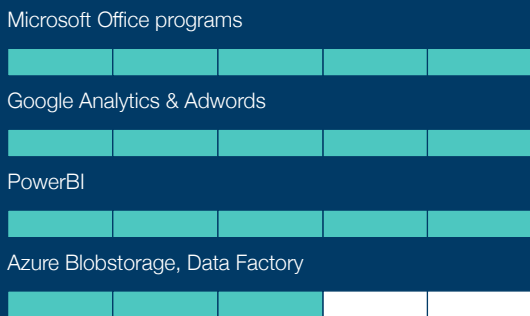 Microsoft Office programs
Google Analytics & Adwords
PowerBI
Azure Blobstorage, Data Factory